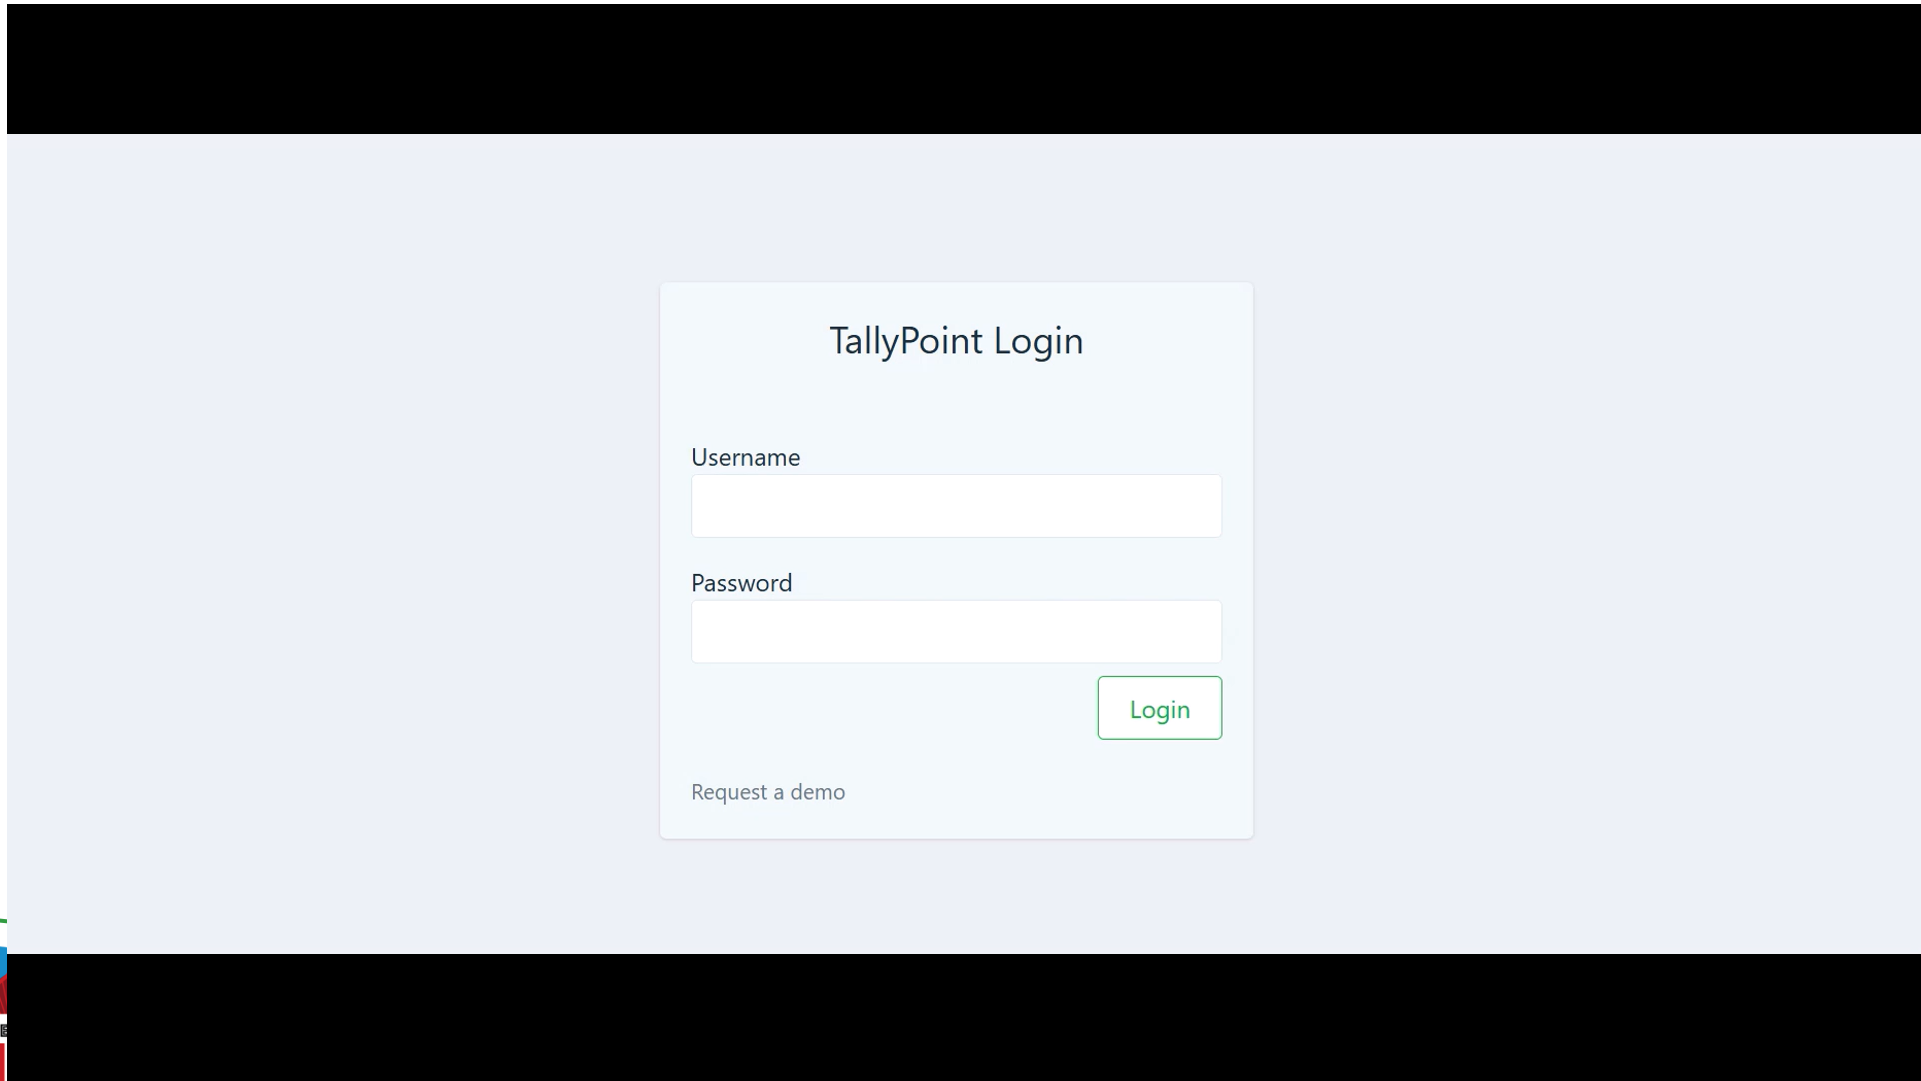 TallyPoint Login
Username
Password
Login
Request a demo